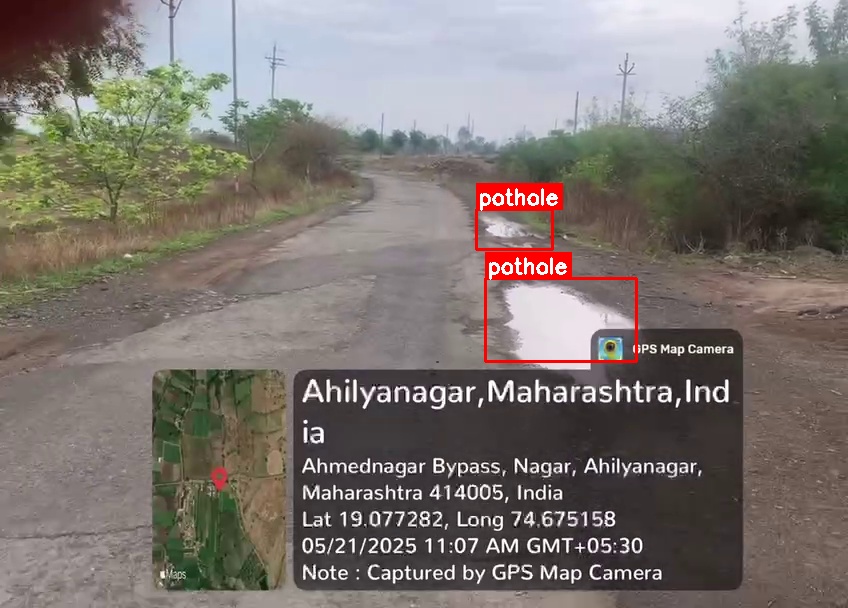 pothole
pothole
GPS Map Camera
Ahilyanagar,Maharashtra,Ind
ia
Ahmednagar Bypass, Nagar, Ahilyanagar,
Maharashtra 414005, India
Lat 19.077282, Long 74.675158
05/21/2025 11:07 AM GMT+05:30
Note : Captured by GPS Map Camera
Maps